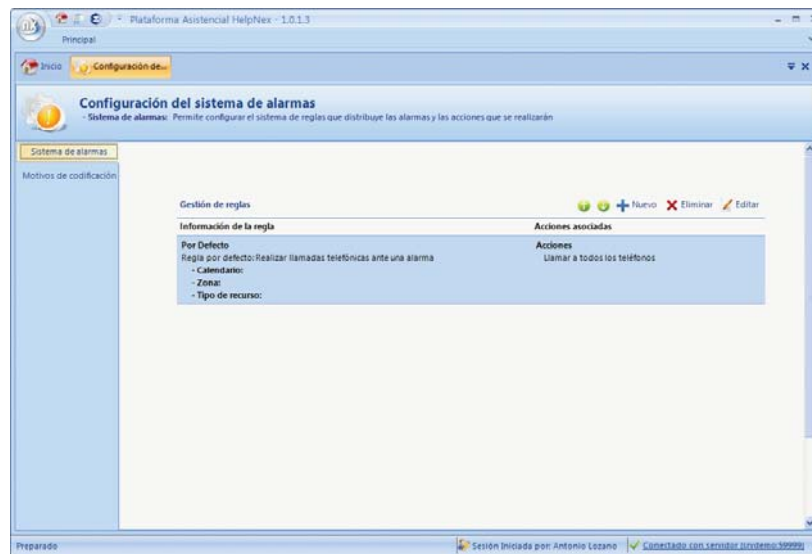 Plataforma Asistencial HelpNex - 1.0.1.3
Principal
Inicio
Configuración de...
Configuración del sistema de alarmas
- Sistema de alarmas: Permite configurar el sistema de reglas que distribuye las alarmas y las acciones que se realizarán
Sistema de alarmas
Motivos de codificación
Gestión de reglas
Nuevo
Eliminar
Editar
Información de la regla
Acciones asociadas
Por Defecto
Acciones
Regla por defecto: Realizar llamadas telefónicas ante una alarma
Llamar a todos los teléfonos
- Calendario:
- Zona:
- Tipo de recurso:
Preparado
Sesión Iniciada por: Antonio Lozano
Conectado con servidor